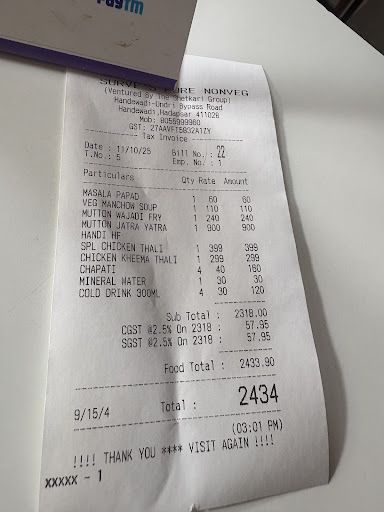 Paytm
PURE NONVEG
(Ventured By The Shetkari Group)
Handewadi-Undri Bypass Road
Handewadi,Hadapsar 411028
Mob: 8055999960
GST: 27AAVFT5832A1ZY
Tax Invoice
Date : 11/10/25 Bill No.: 22
T.No.: 5 Emp. No.: 1
Particulars Qty Rate Amount
MASALA PAPAD 1 60 60
VEG MANCHOW SOUP 1 110 110
MUTTON WAJADI FRY 1 240 240
MUTTON JATRA YATRA 1 900 900
HANDI HF
SPL CHICKEN THALI 1 399 399
CHICKEN KHEEMA THALI 1 299 299
CHAPATI 4 40 160
MINERAL WATER 1 30 30
COLD DRINK 300ML 4 30 120
Sub Total : 2318.00
CGST @2.5% On 2318 : 57.95
SGST @2.5% On 2318 : 57.95
Food Total : 2433.90
9/15/4 Total : 2434
(03:01 PM)
!!!! THANK YOU **** VISIT AGAIN !!!!
xxxxx - 1